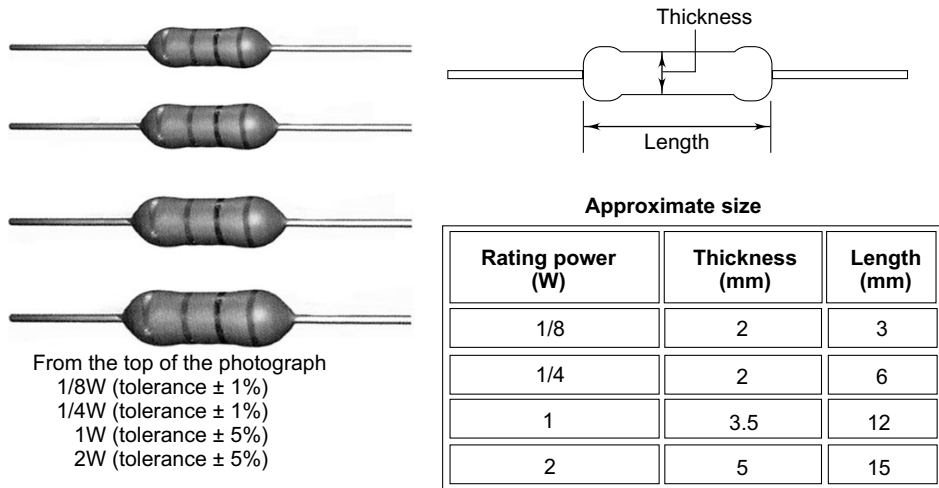 Thickness
Length
From the top of the photograph
1/8W (tolerance ± 1%)
1/4W (tolerance ± 1%)
1W (tolerance ± 5%)
2W (tolerance ± 5%)
Approximate size
Rating power (W) Thickness (mm) Length (mm)
1/8 2 3
1/4 2 6
1 3.5 12
2 5 15